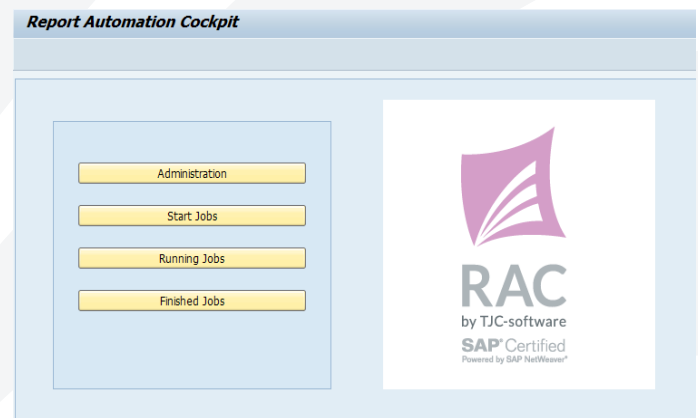 Report Automation Cockpit
Administration
Start Jobs
Running Jobs
Finished Jobs
RAC
by TJC-software
SAP® Certified
Powered by SAP NetWeaver®